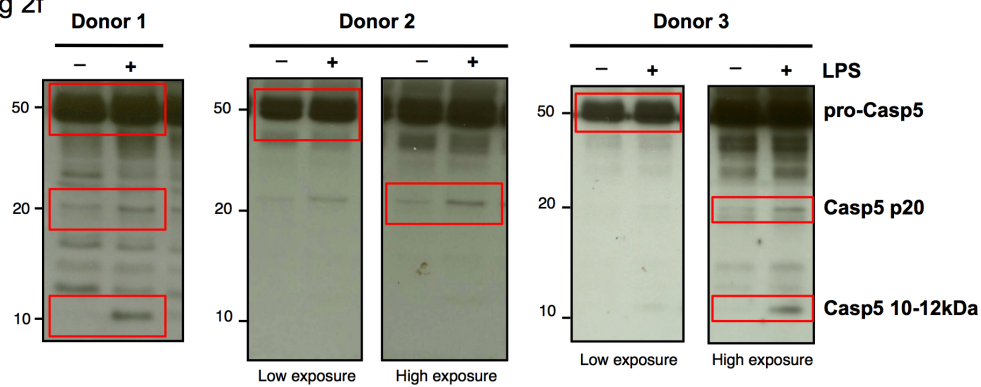 g 2f
Donor 1 Donor 2 Donor 3
− + − + − + − + − + LPS
50 50 50 pro-Casp5
20 20 20 Casp5 p20
10 10 10 Casp5 10-12kDa
Low exposure High exposure Low exposure High exposure